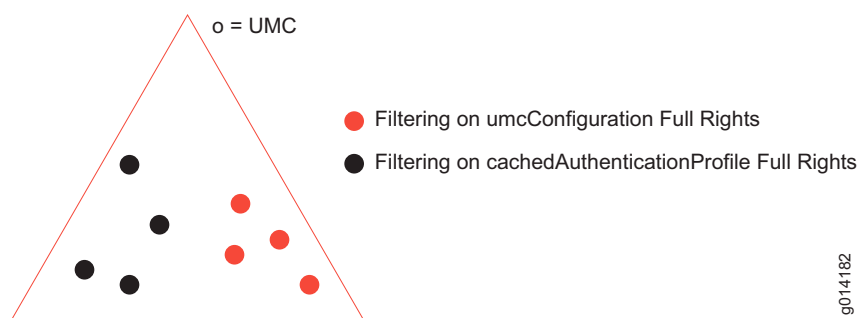 o = UMC
Filtering on umcConfiguration Full Rights
Filtering on cachedAuthenticationProfile Full Rights
g014182